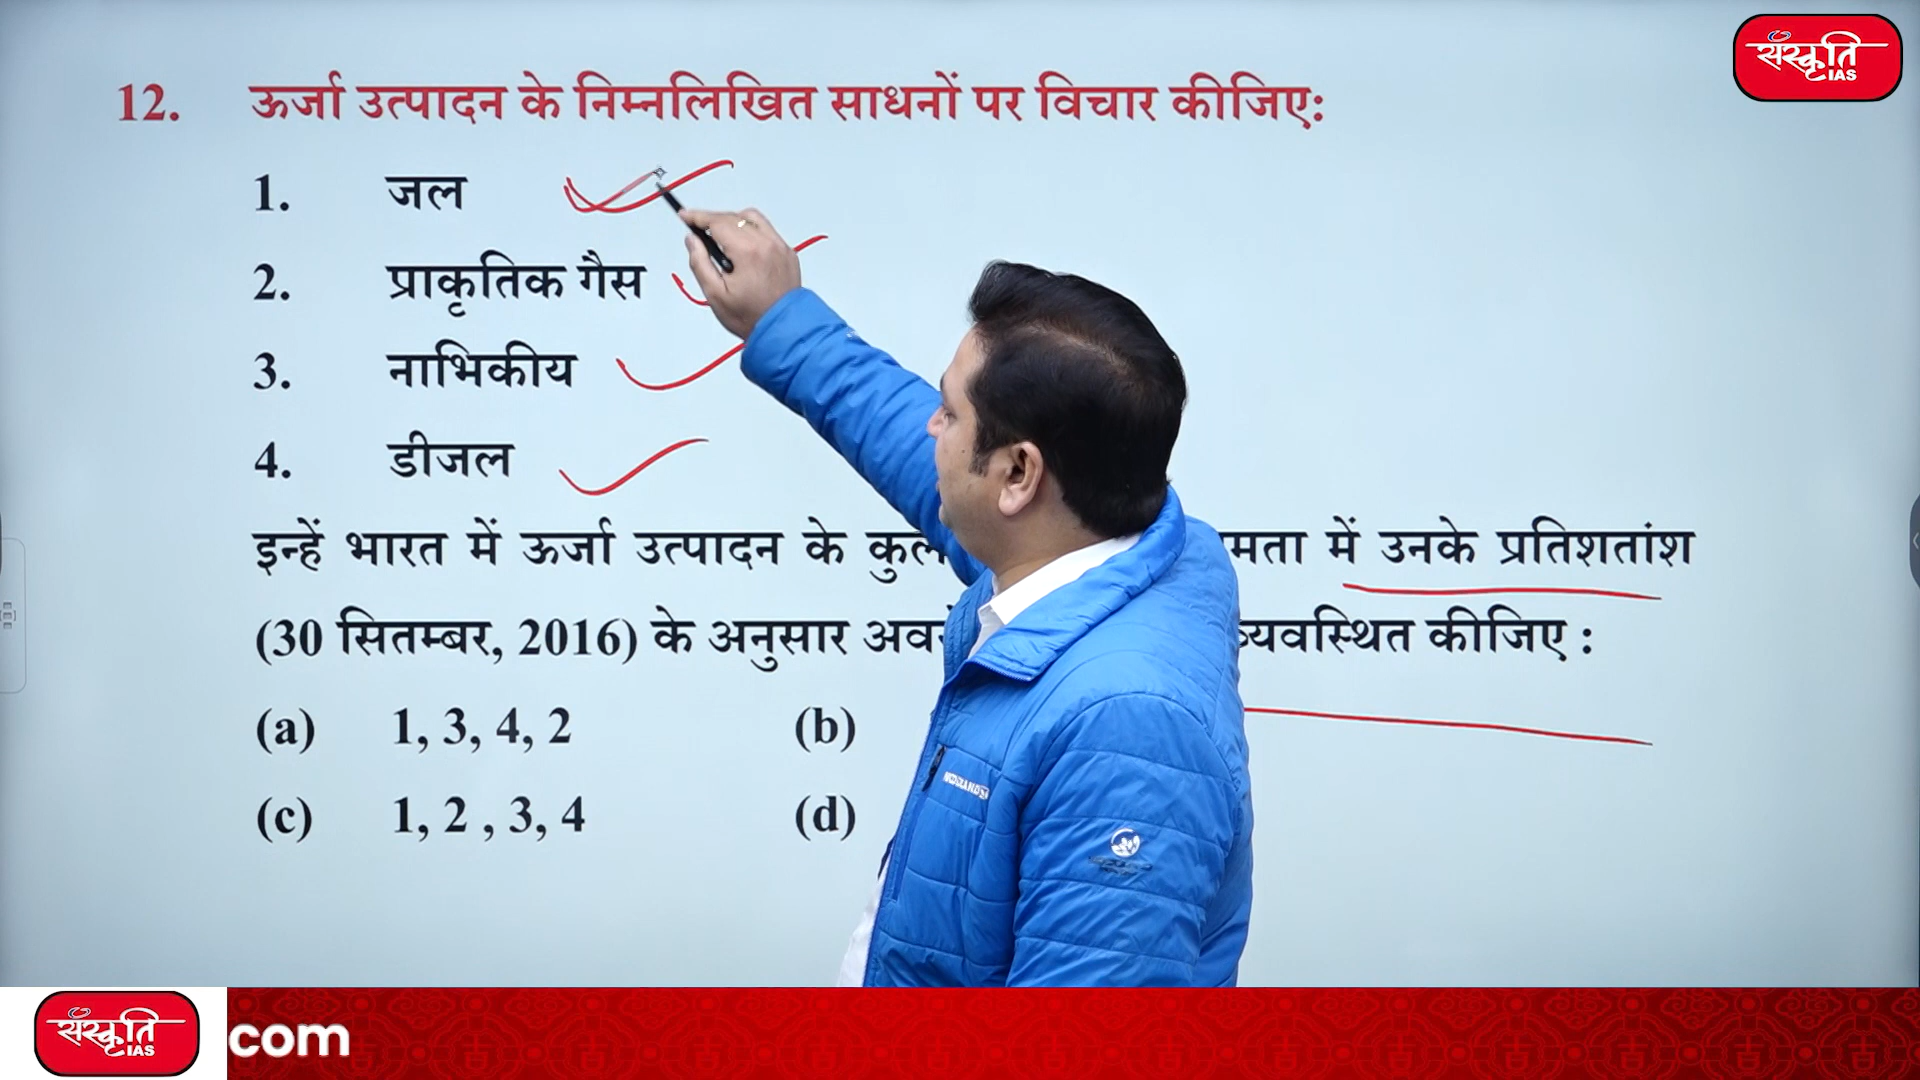 संस्कृति
IAS
12. ऊर्जा उत्पादन के निम्नलिखित साधनों पर विचार कीजिए:
1. जल
2. प्राकृतिक गैस
3. नाभिकीय
4. डीजल
इन्हें भारत में ऊर्जा उत्पादन के में उनके प्रतिशतांश
(30 सितम्बर, 2016) के अनुसार व्यवस्थित कीजिए :
(a) 1, 3, 4, 2 (b)
(c) 1, 2 , 3, 4 (d)
संस्कृति
IAS
com